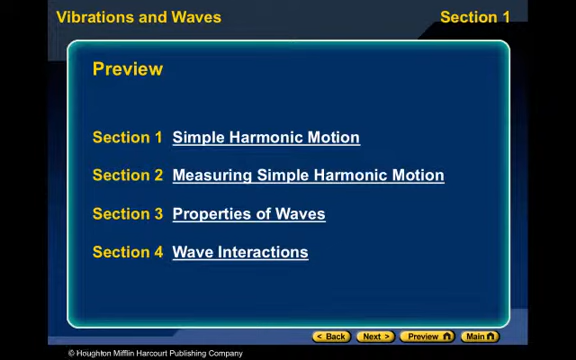 Vibrations and Waves Section 1
Preview
Section 1 Simple Harmonic Motion
Section 2 Measuring Simple Harmonic Motion
Section 3 Properties of Waves
Section 4 Wave Interactions
< Back Next > Preview Main
© Houghton Mifflin Harcourt Publishing Company